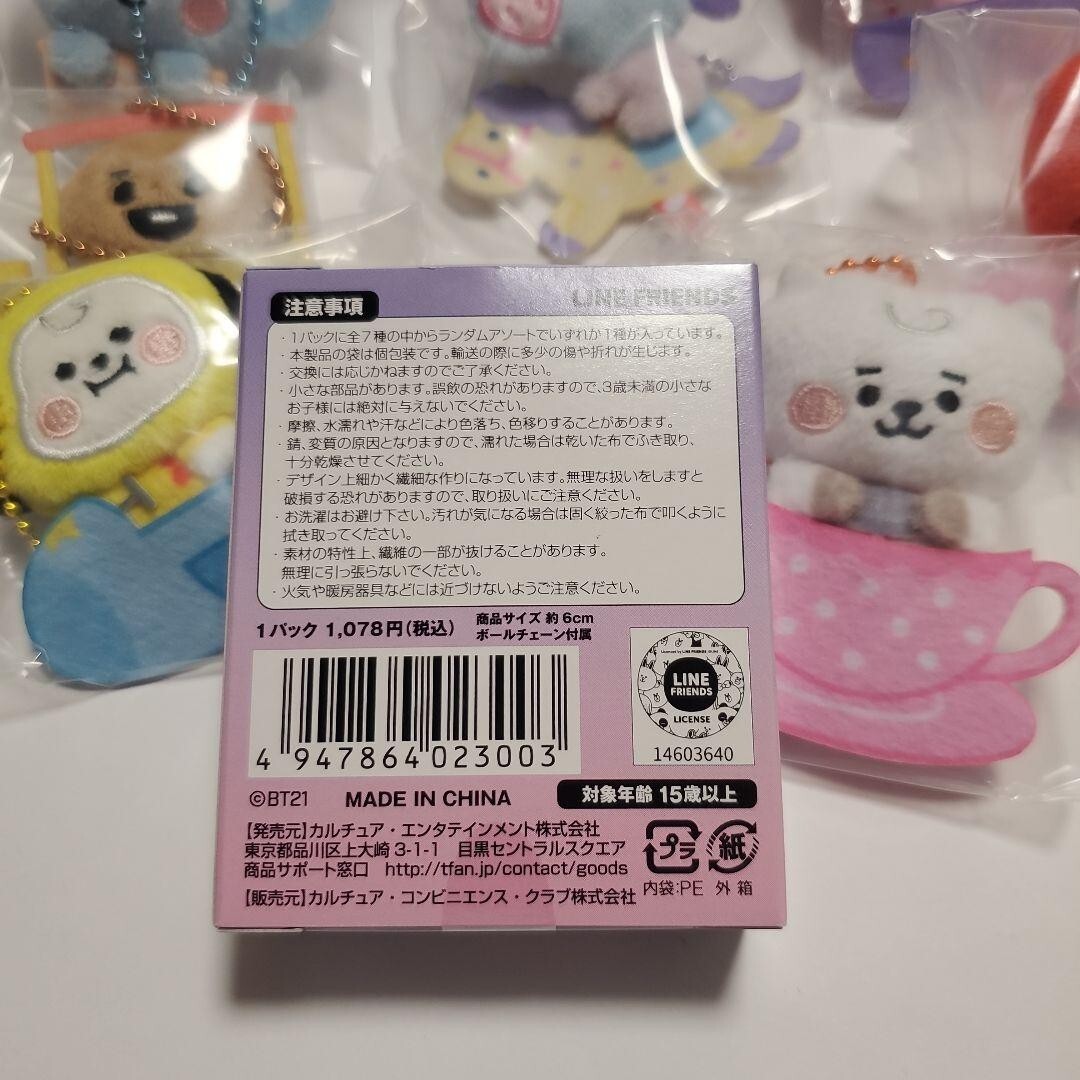 注意事項
LINE FRIENDS
・1パックに全7種の中からランダムアソートでいずれか1種が入っています。
・本製品の袋は個包装です。輸送の際に多少の傷や折れが生じます。
・交換には応じかねますのでご了承ください。
・小さな部品があります。誤飲の恐れがありますので、3歳未満の小さな
お子様には絶対に与えないでください。
・摩擦、水濡れや汗などにより色落ち、色移りすることがあります。
・錆、変質の原因となりますので、濡れた場合は乾いた布でふき取り、
十分乾燥させてください。
・デザイン上細かく繊細な作りになっています。無理な扱いをしますと
破損する恐れがありますので、取り扱いにご注意ください。
・お洗濯はお避け下さい。汚れが気になる場合は固く絞った布で叩くように
拭き取ってください。
・素材の特性上、繊維の一部が抜けることがあります。
無理に引っ張らないでください。
・火気や暖房器具などには近づけないようご注意ください。
1パック 1,078円(税込)
商品サイズ 約6cm
ボールチェーン付属
Licensed by LINE FRIENDS
LINE
FRIENDS
LICENSE
14603640
4 947864 023003
©BT21 MADE IN CHINA
対象年齢 15歳以上
【発売元】カルチュア・エンタテインメント株式会社
東京都品川区上大崎 3-1-1 目黒セントラルスクエア
商品サポート窓口 http://tfan.jp/contact/goods
【販売元】カルチュア・コンビニエンス・クラブ株式会社
プラ
紙
内袋:PE 外箱